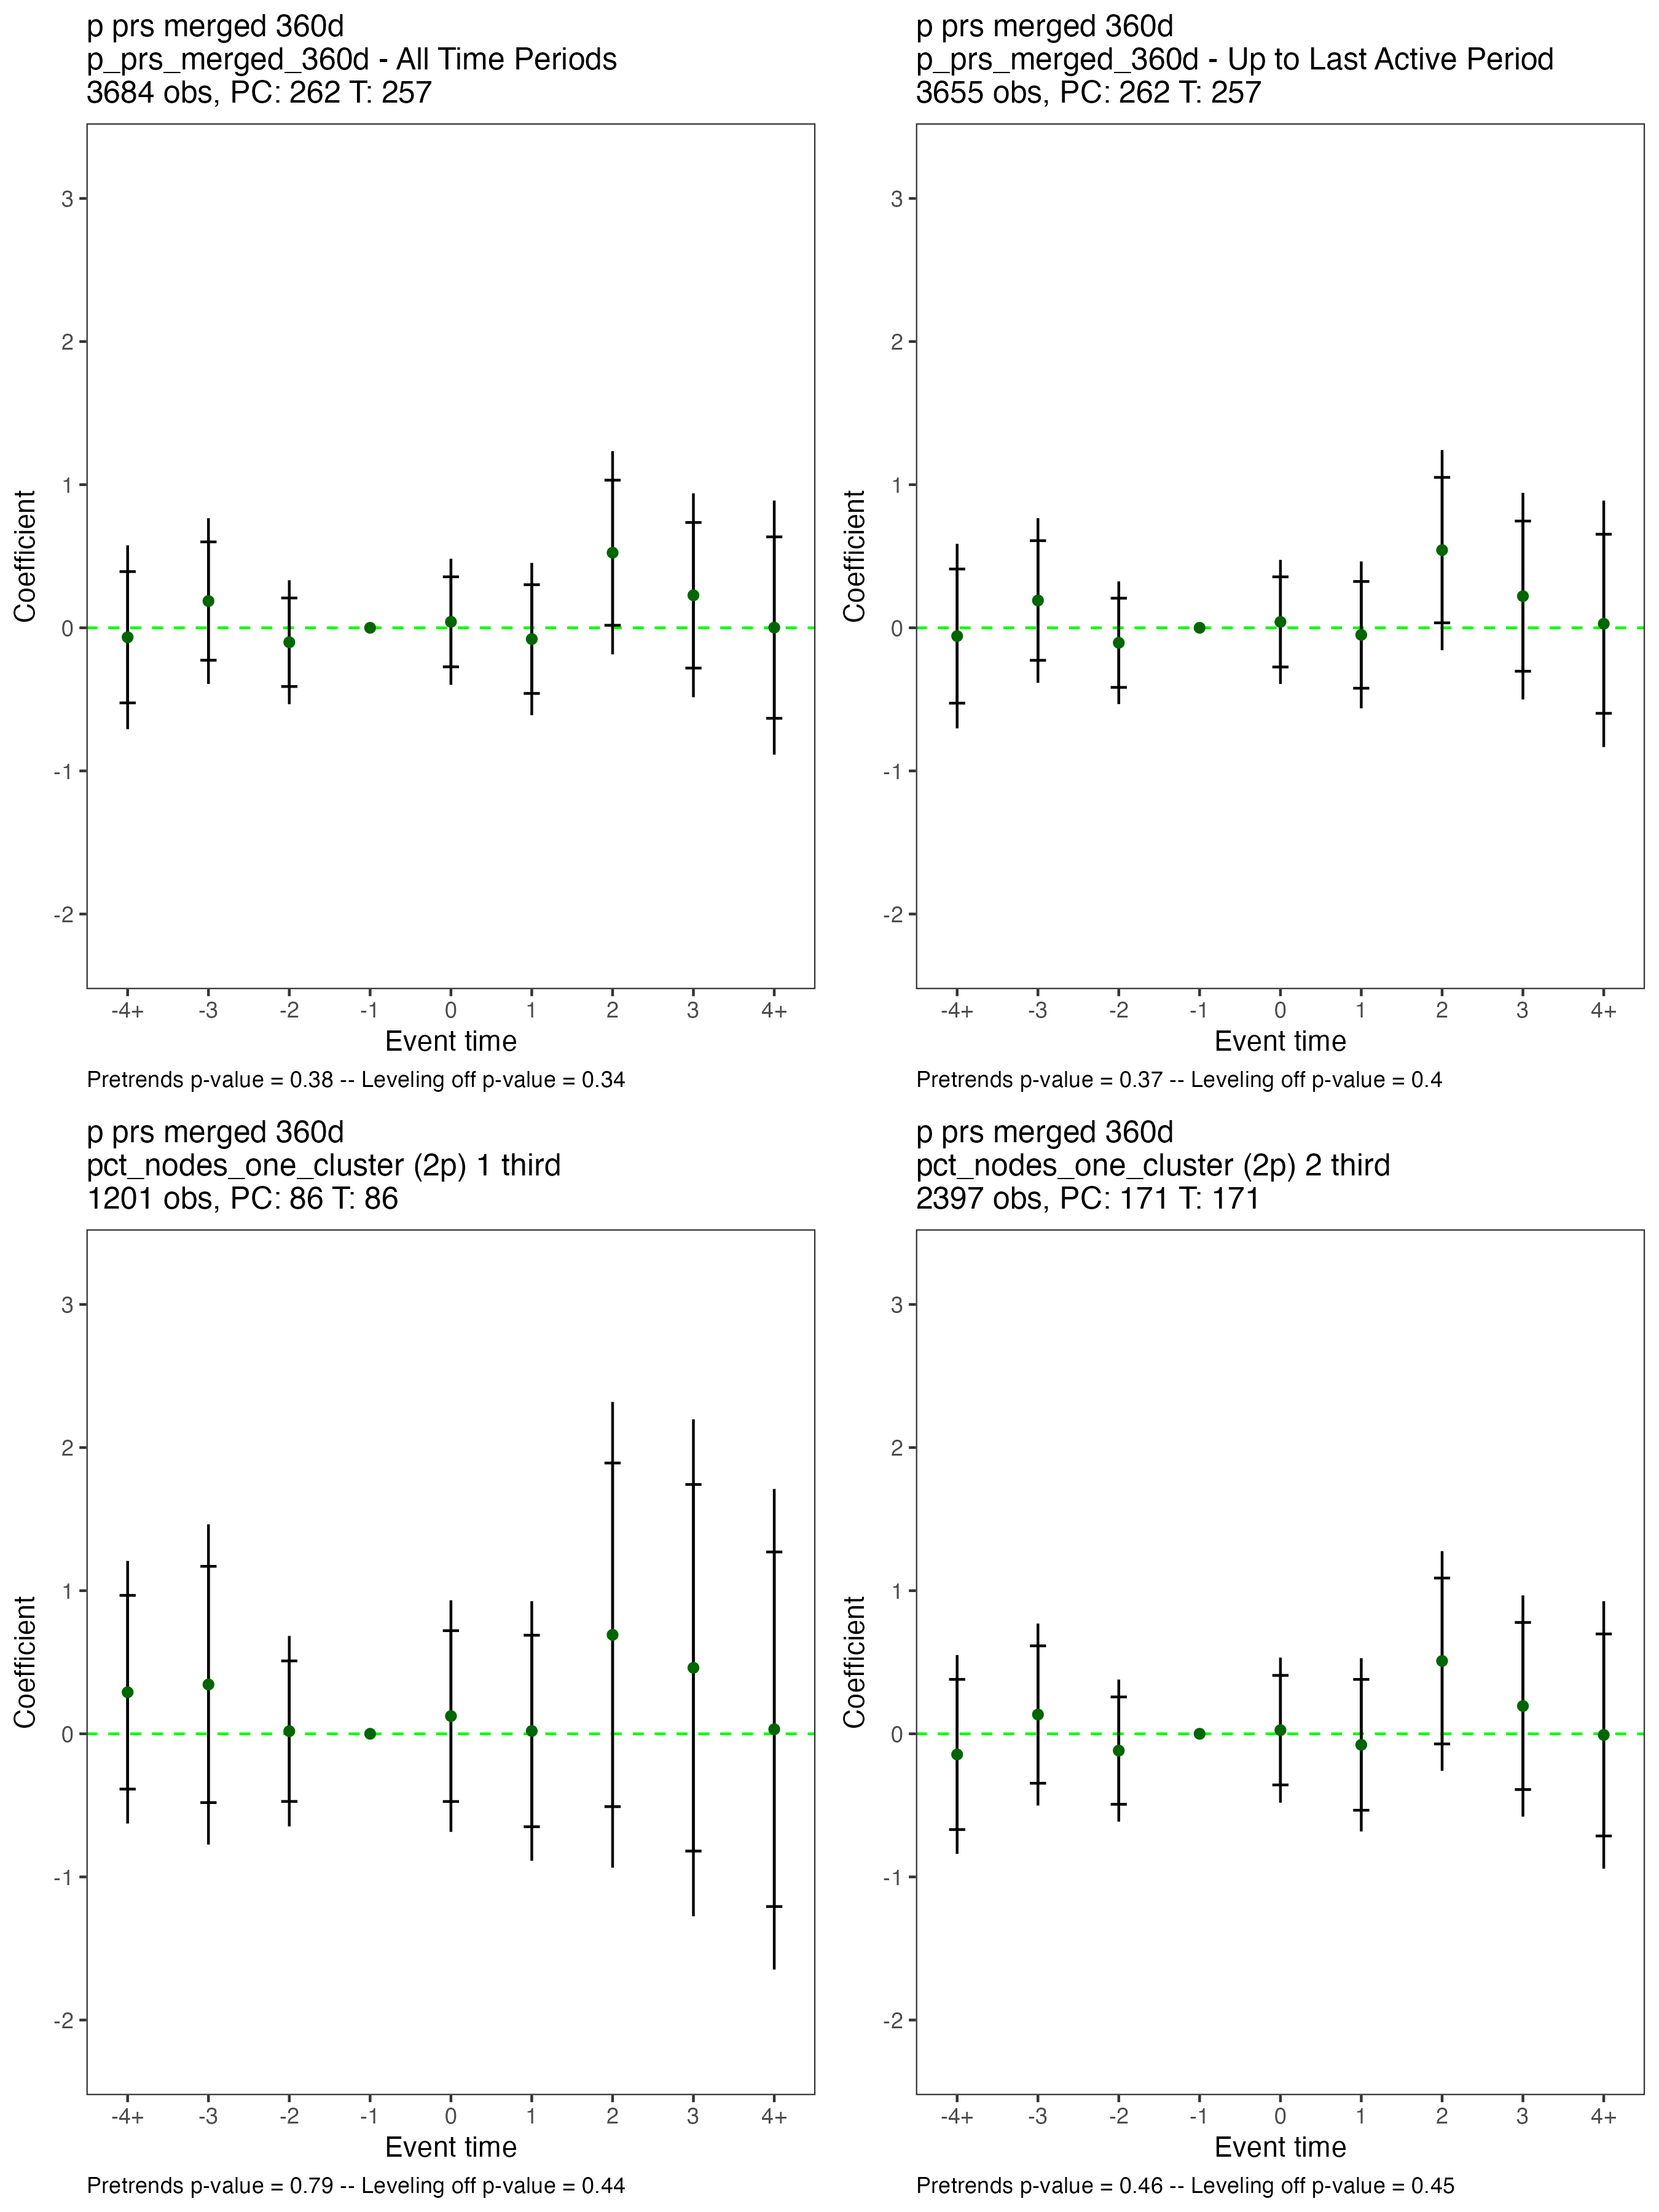 p prs merged 360d
p_prs_merged_360d - All Time Periods
3684 obs, PC: 262 T: 257
3
2
1
0
-1
-2
Coefficient
-4+ -3 -2 -1 0 1 2 3 4+
Event time
Pretrends p-value = 0.38 -- Leveling off p-value = 0.34
p prs merged 360d
p_prs_merged_360d - Up to Last Active Period
3655 obs, PC: 262 T: 257
3
2
1
0
-1
-2
Coefficient
-4+ -3 -2 -1 0 1 2 3 4+
Event time
Pretrends p-value = 0.37 -- Leveling off p-value = 0.4
p prs merged 360d
pct_nodes_one_cluster (2p) 1 third
1201 obs, PC: 86 T: 86
3
2
1
0
-1
-2
Coefficient
-4+ -3 -2 -1 0 1 2 3 4+
Event time
Pretrends p-value = 0.79 -- Leveling off p-value = 0.44
p prs merged 360d
pct_nodes_one_cluster (2p) 2 third
2397 obs, PC: 171 T: 171
3
2
1
0
-1
-2
Coefficient
-4+ -3 -2 -1 0 1 2 3 4+
Event time
Pretrends p-value = 0.46 -- Leveling off p-value = 0.45